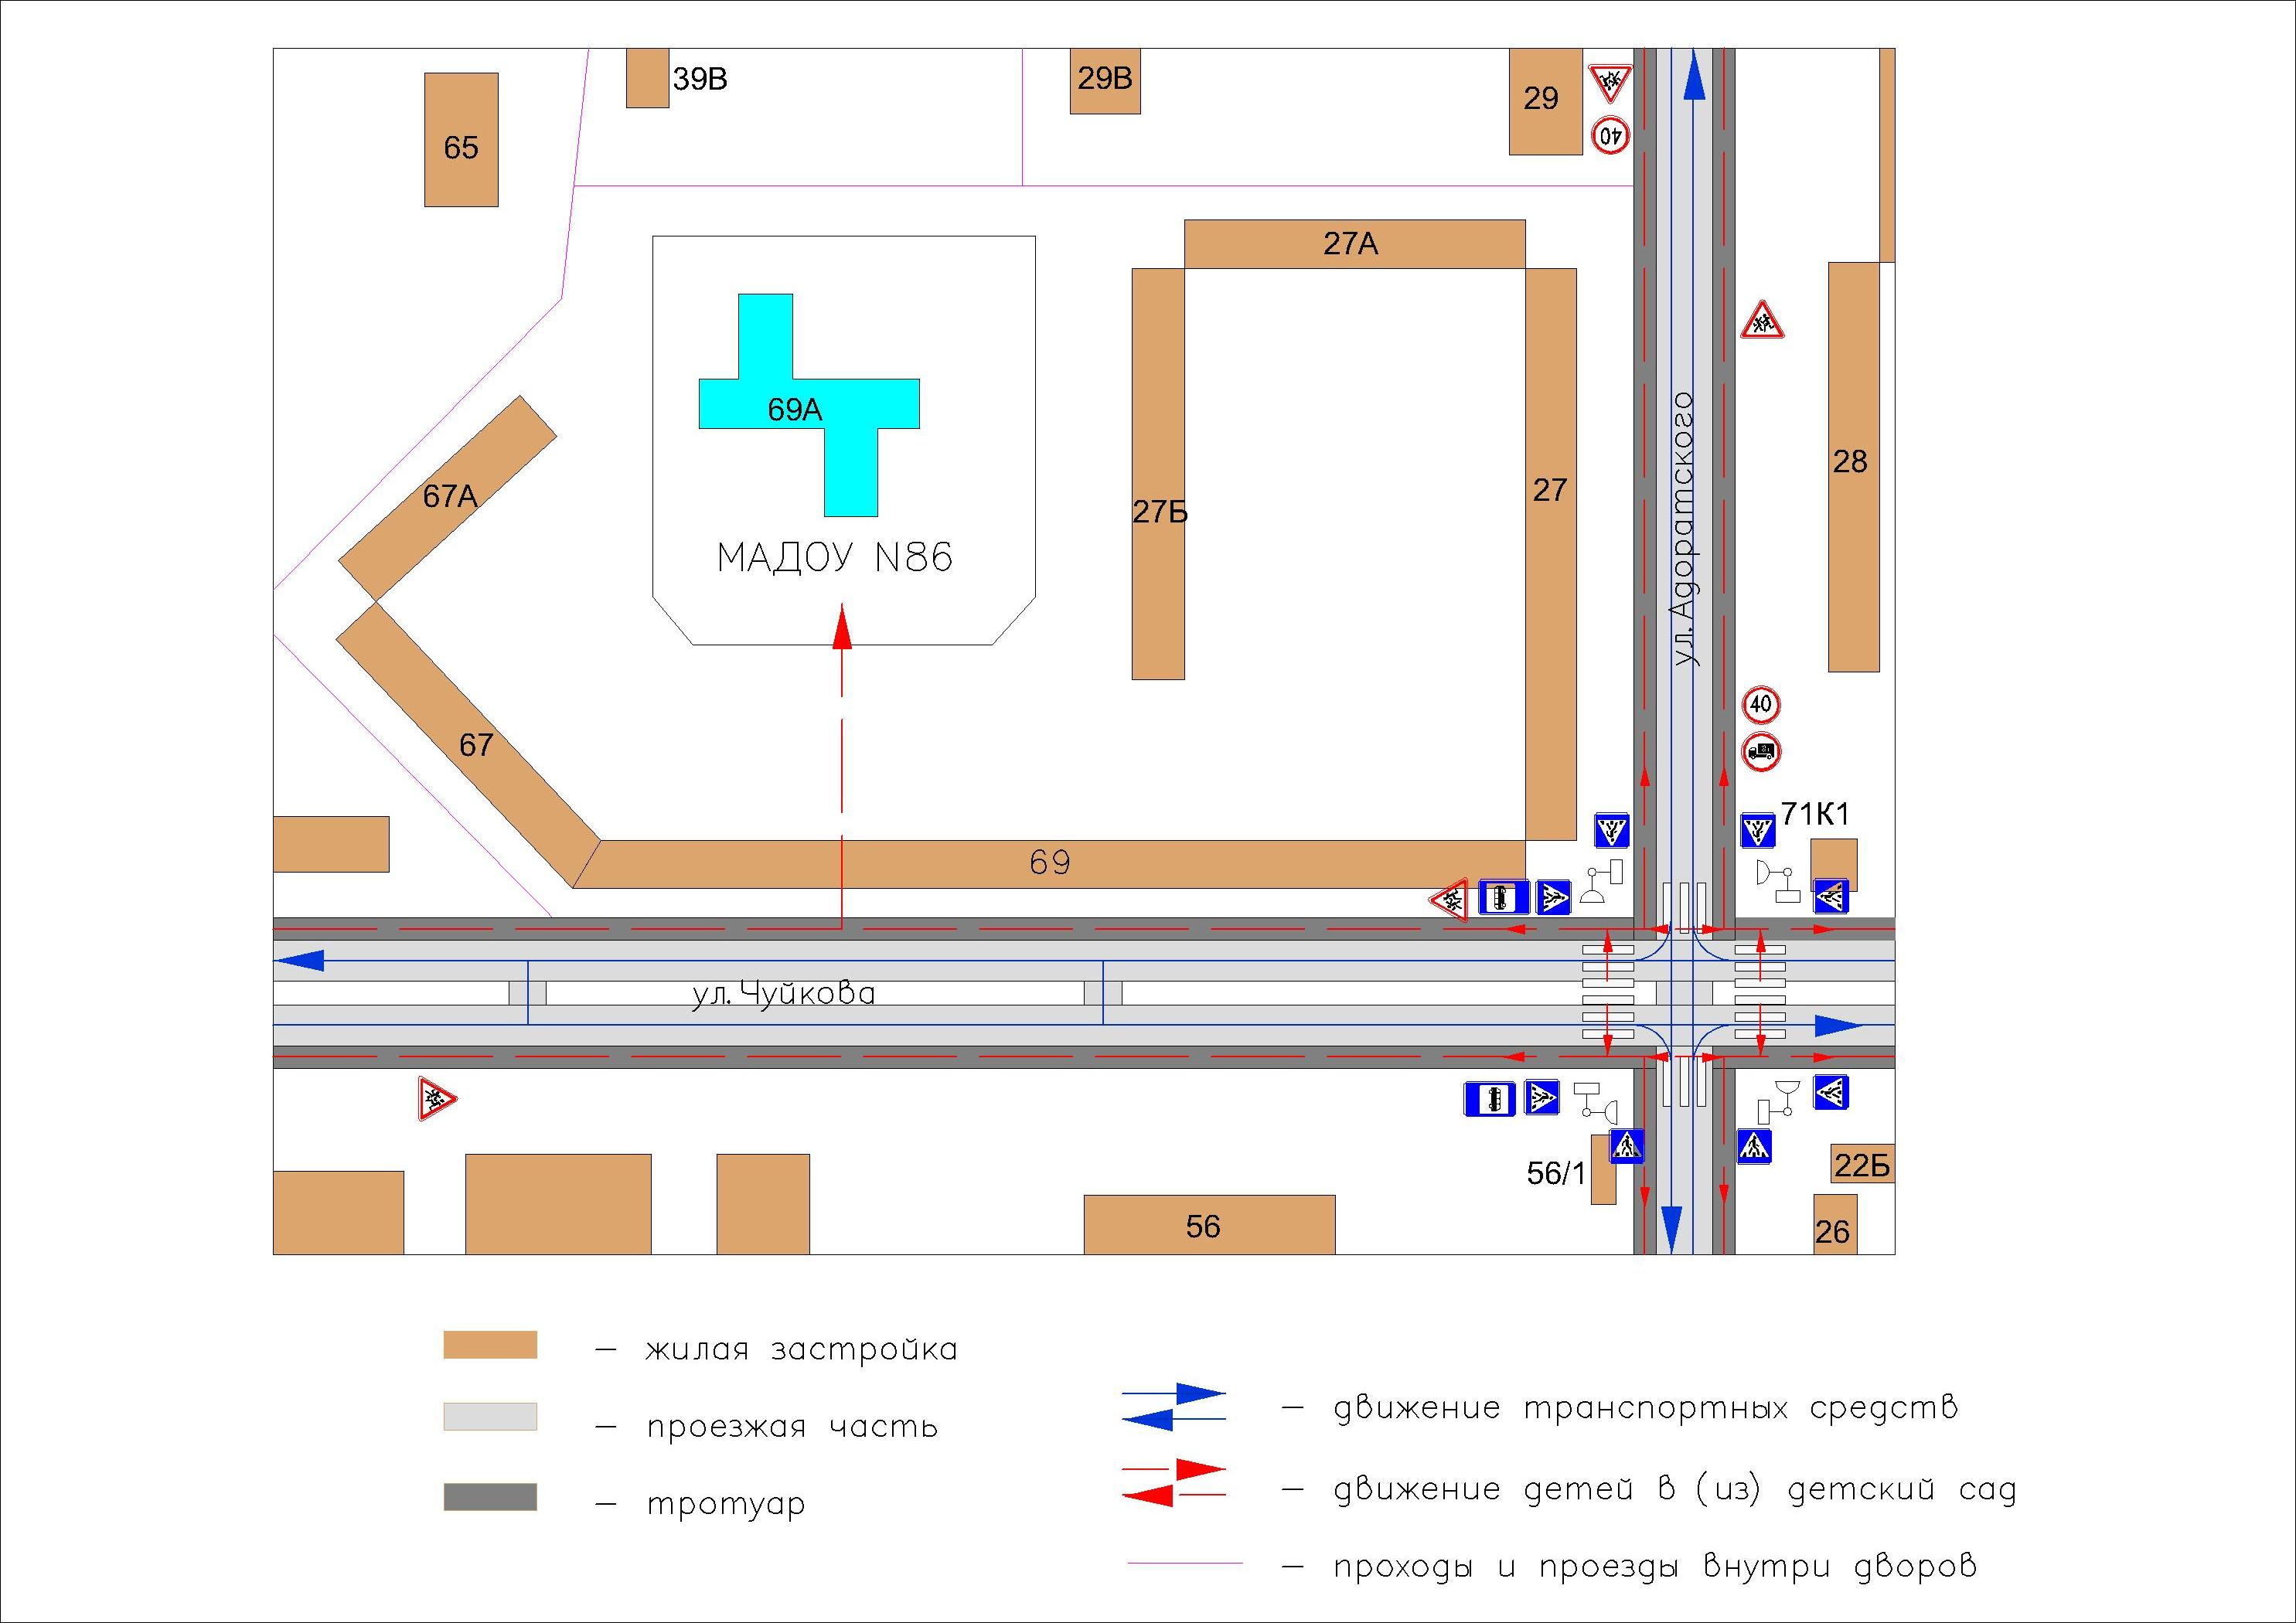 39В
29В
29
65
40
27А
69А
67А
27Б
27
28
ул. Адоратского
МАДОУ N86
40
67
71К1
69
ул. Чуйкова
56/1
22Б
56
26
— жилая застройка
— проезжая часть
— тротуар
— движение транспортных средств
— движение детей в (из) детский сад
— проходы и проезды внутри дворов